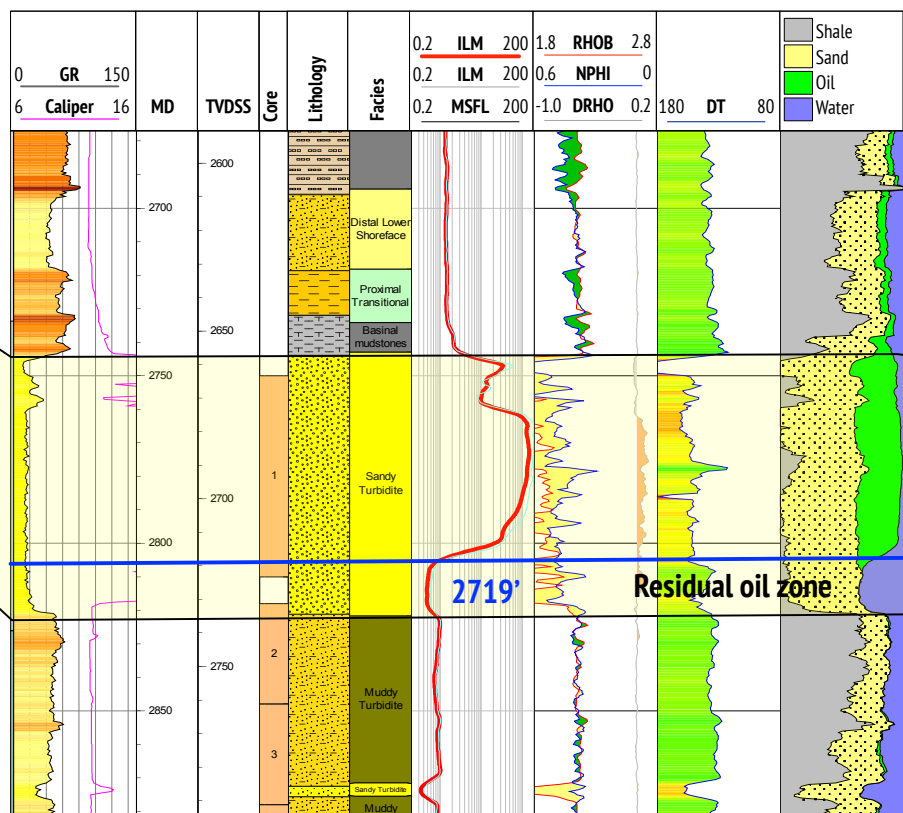 0 GR 150
6 Caliper 16
MD
TVDSS
Core
Lithology
Facies
0.2 ILM 200
0.2 ILM 200
0.2 MSFL 200
1.8 RHOB 2.8
0.6 NPHI 0
-1.0 DRHO 0.2
180 DT 80
Shale
Sand
Oil
Water
2600
2700
Distal Lower
Shoreface
Proximal
Transitional
2650
Basinal
mudstones
2750
1
Sandy
Turbidite
2700
2800
2719’
Residual oil zone
2750
2
Muddy
Turbidite
2850
3
Sandy Turbidite
Muddy